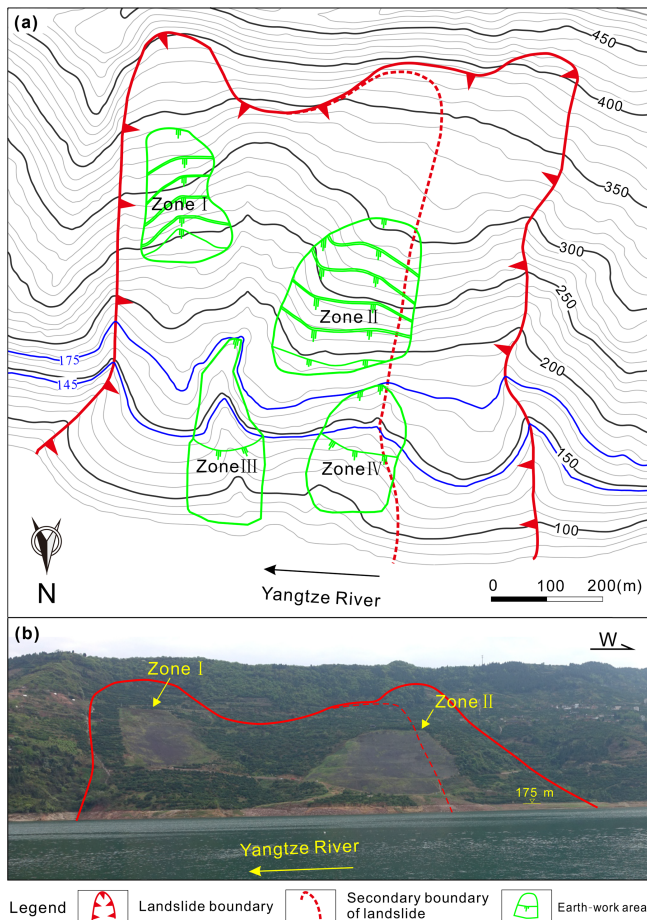 (a)
450
400
350
Zone Ⅰ
300
250
Zone Ⅱ
200
175
145
150
Zone Ⅲ
Zone Ⅳ
100
N
Yangtze River
0 100 200(m)
(b)
W
Zone Ⅰ
Zone Ⅱ
175 m
Yangtze River
Legend
Landslide boundary
Secondary boundary
of landslide
Earth-work area